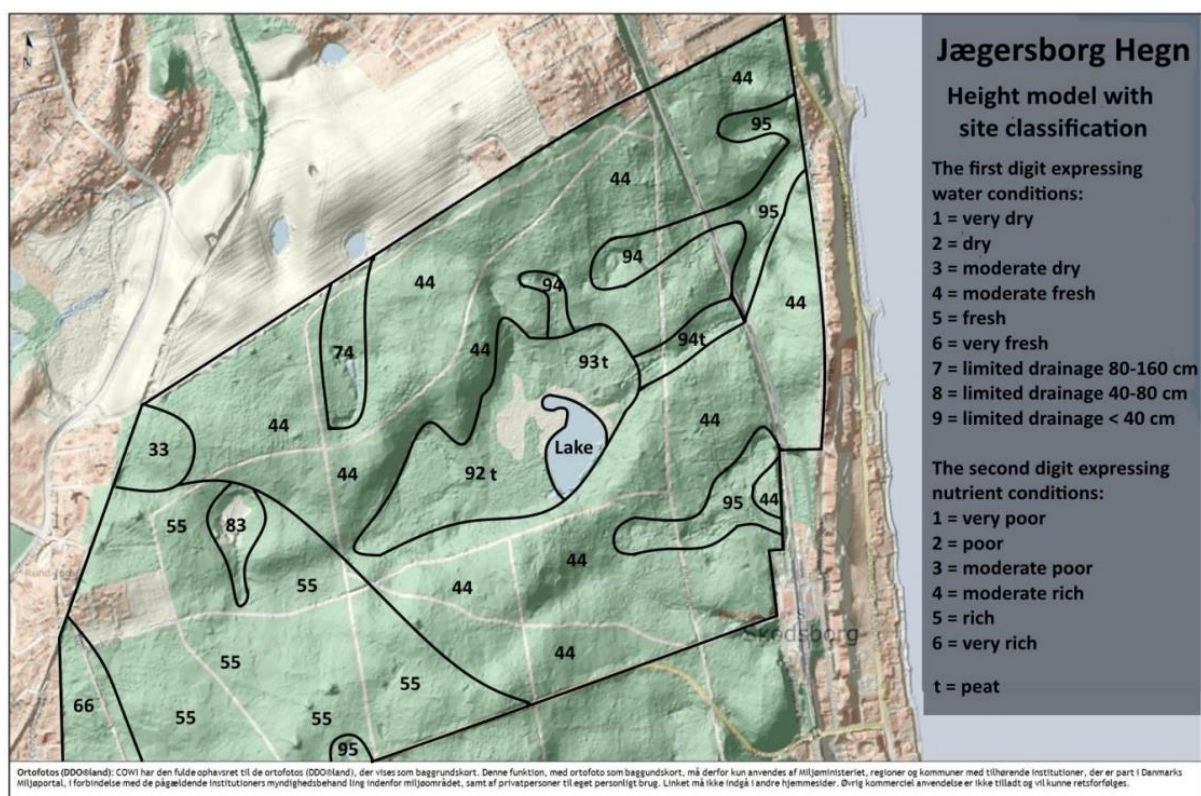 Jægersborg Hegn
Height model with
site classification
The first digit expressing
water conditions:
1 = very dry
2 = dry
3 = moderate dry
4 = moderate fresh
5 = fresh
6 = very fresh
7 = limited drainage 80-160 cm
8 = limited drainage 40-80 cm
9 = limited drainage < 40 cm
The second digit expressing
nutrient conditions:
1 = very poor
2 = poor
3 = moderate poor
4 = moderate rich
5 = rich
6 = very rich
t = peat
N
44
95
44
95
94
44
94
44
74
44
93 t
94t
44
33
44
Lake
44
92 t
95
44
55
83
55
44
44
Skodsborg
55
44
55
66
55
55
95
Ortofotos (DDO®land): COWI har den fulde ophavsret til de ortofotos (DDO®land), der vises som baggrundskort. Denne funktion, med ortofoto som baggundskort, må derfor kun anvendes af Miljøministeriet, regioner og kommuner med tilhørende institutioner, der er part i Danmarks
Miljøportal, i forbindelse med de pågældende institutioners myndighedsbehand ling indenfor miljøområdet, samt af privatpersoner til eget personligt brug. Linket må ikke indgå i andre hjemmesider. Øvrig kommerciel anvendelse er ikke tilladt og vil kunne retsforfølges.